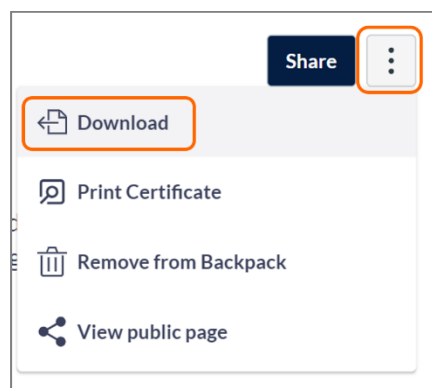 Share
Download
Print Certificate
Remove from Backpack
View public page